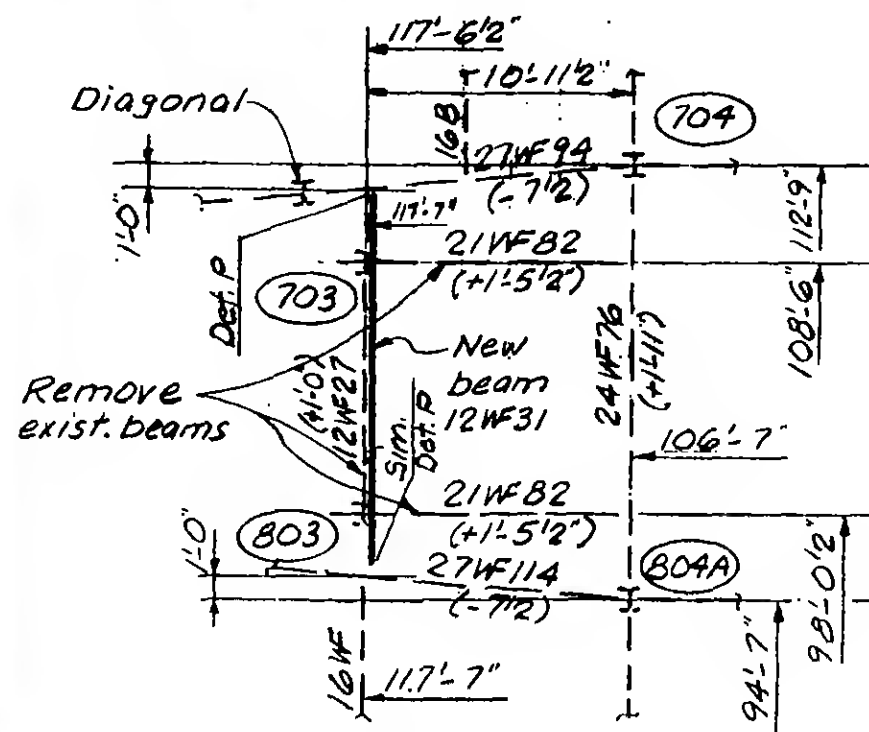 117'-6½"
10'-11½"
Diagonal
16B
704
27WF94
(-7½)
1'-0"
117'-7"
112'-9"
21WF82
(+1'-5½")
108'-6"
Det. P
703
New
beam
12WF31
Remove
exist. beams
(+1'-0)
12WF27
24WF76
(+1'-11)
Sim.
Det. P
106'-7"
21WF82
(+1'-5½")
1'-0"
803
27WF114
(-7½)
804A
98'-0½"
94'-7"
16WF
117'-7"